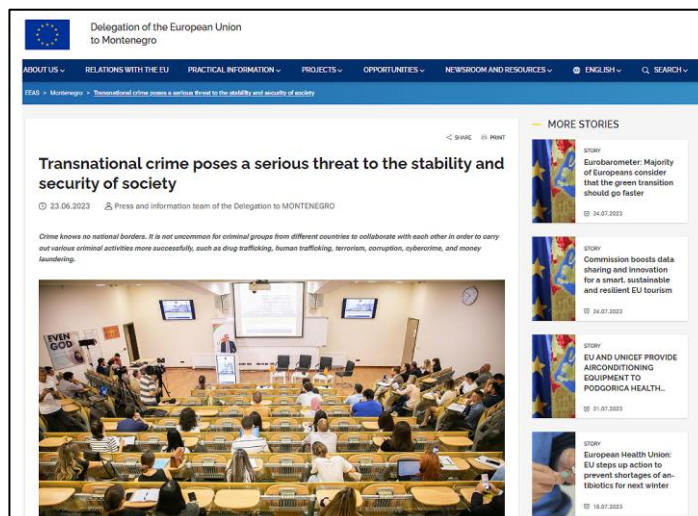 Delegation of the European Union
to Montenegro
ABOUT US
RELATIONS WITH THE EU
PRACTICAL INFORMATION
PROJECTS
OPPORTUNITIES
NEWSROOM AND RESOURCES
ENGLISH
SEARCH
EEAS > Montenegro > Transnational crime poses a serious threat to the stability and security of society
SHARE
PRINT
Transnational crime poses a serious threat to the stability and
security of society
23.06.2023
Press and information team of the Delegation to MONTENEGRO
Crime knows no national borders. It is not uncommon for criminal groups from different countries to collaborate with each other in order to carry
out various criminal activities more successfully, such as drug trafficking, human trafficking, terrorism, corruption, cybercrime, and money
laundering.
EVEN
GOD
MORE STORIES
STORY
Eurobarometer: Majority
of Europeans consider
that the green transition
should go faster
24.07.2023
STORY
Commission boosts data
sharing and innovation
for a smart, sustainable
and resilient EU tourism
24.07.2023
STORY
EU AND UNICEF PROVIDE
AIRCONDITIONING
EQUIPMENT TO
PODGORICA HEALTH...
21.07.2023
STORY
European Health Union:
EU steps up action to
prevent shortages of an-
tibiotics for next winter
18.07.2023